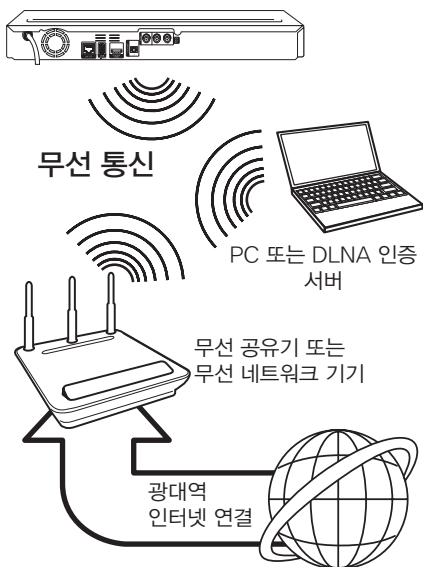 무선 통신
PC 또는 DLNA 인증
서버
무선 공유기 또는
무선 네트워크 기기
광대역
인터넷 연결